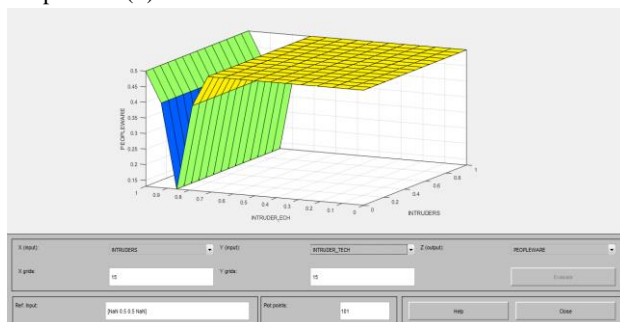 0.5
0.45
0.4
0.35
0.3
0.25
0.2
0.15
PEOPLEWARE
1 0.9 0.8 0.7 0.6 0.5 0.4 0.3 0.2 0.1 0
INTRUDER_ECH
0 0.2 0.4 0.6 0.8 1
INTRUDERS
X (input): INTRUDERS Y (input): INTRUDER_TECH Z (output): PEOPLEWARE
X grids: 15 Y grids: 15 Evaluate
Ref. Input: [NaN 0.5 0.5 NaN] Plot points: 101 Help Close